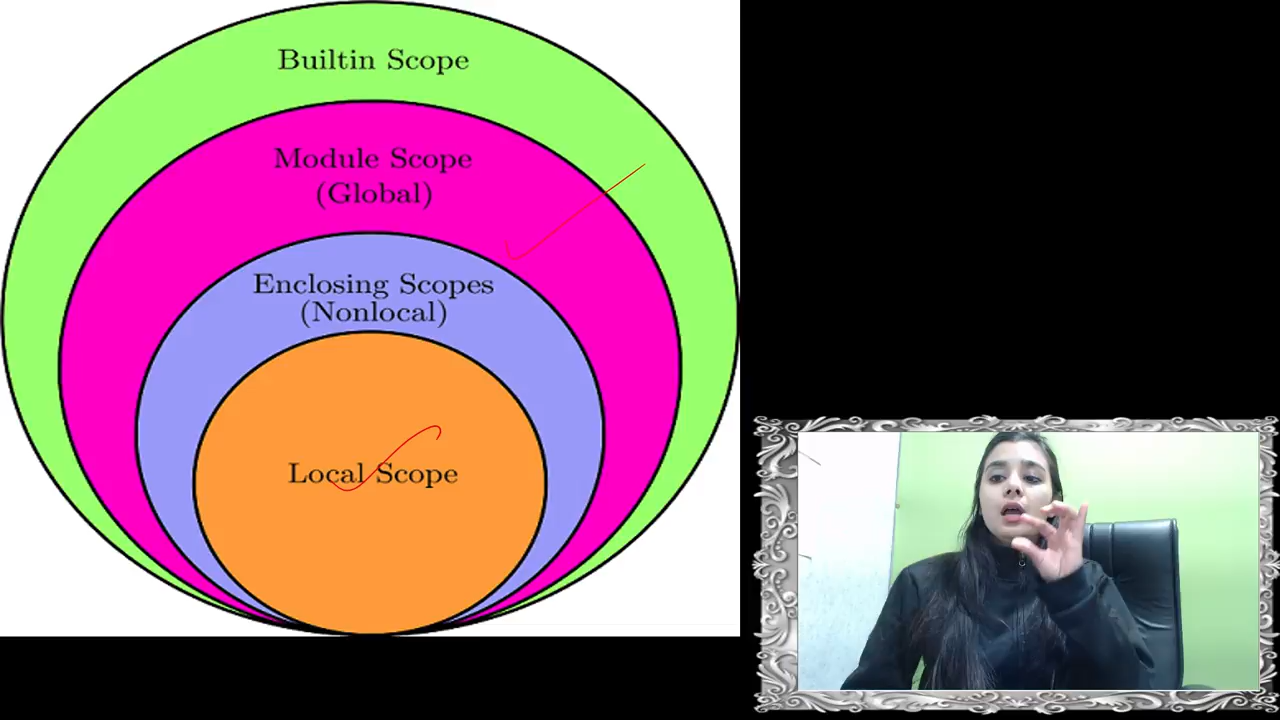 Builtin Scope
Module Scope
(Global)
Enclosing Scopes
(Nonlocal)
Local Scope